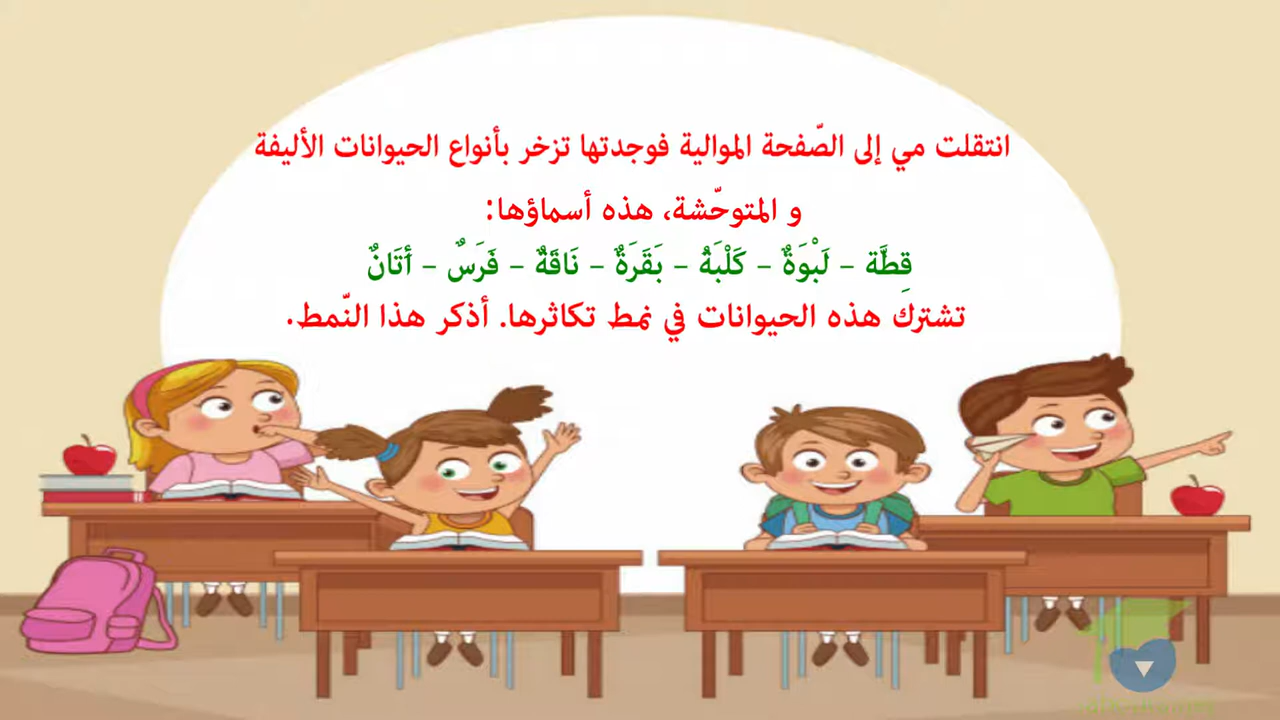 انتقلت مي إلى الصّفحة الموالية فوجدتها تزخر بأنواع الحيوانات الأليفة
و المتوحّشة، هذه أسماؤها:
قِطَّة – لَبْوَةٌ – كَلْبَةٌ – بَقَرَةٌ – نَاقَةٌ – فَرَسٌ – أَتَانٌ
تشترك هذه الحيوانات في نمط تكاثرها. أذكر هذا النّمط.